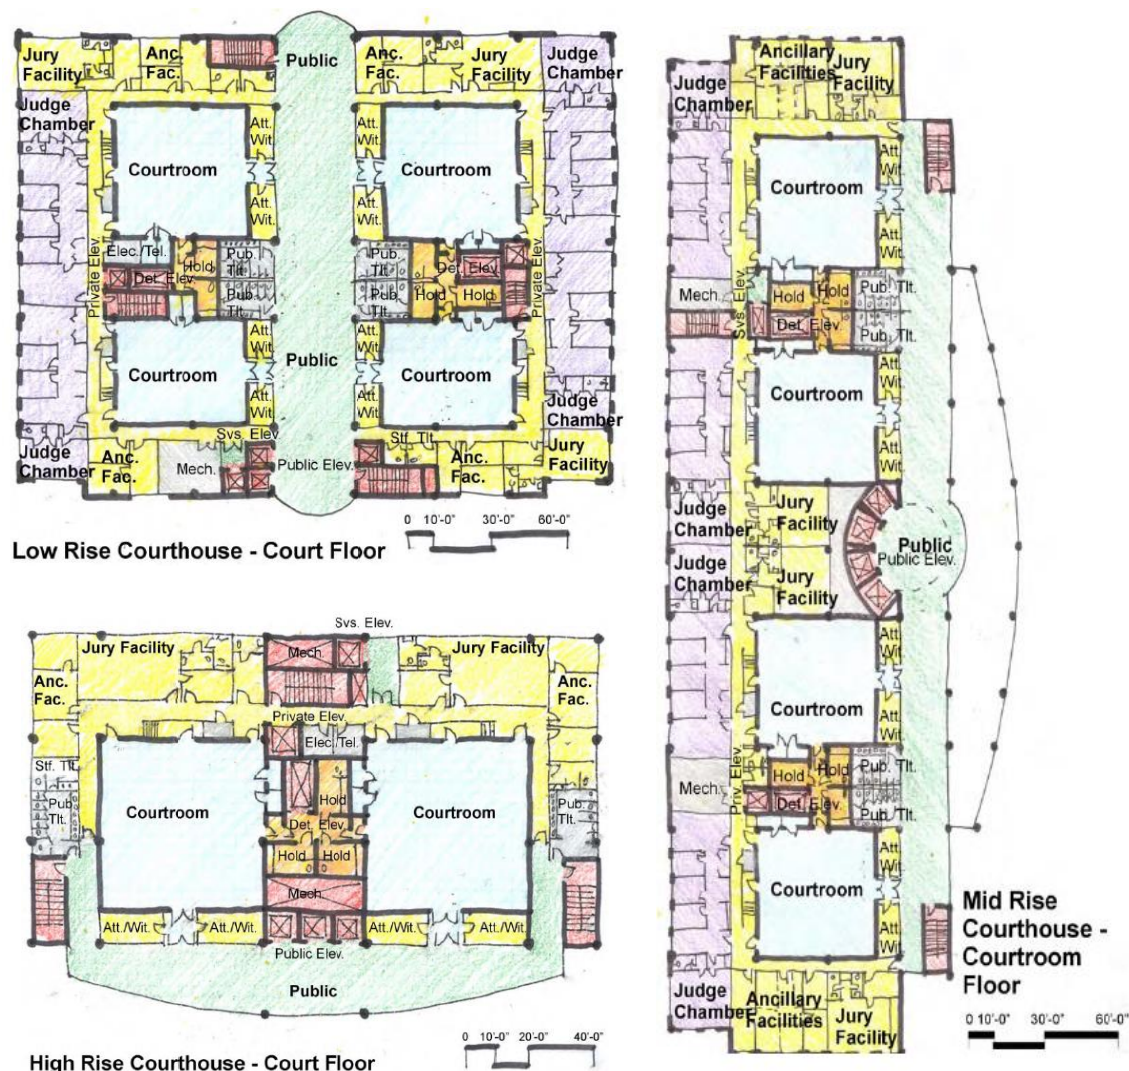 Jury
Facility
Anc.
Fac.
Public
Anc.
Fac.
Jury
Facility
Judge
Chamber
Judge
Chamber
Att.
Wit.
Att.
Wit.
Courtroom
Courtroom
Att.
Wit.
Att.
Wit.
Elec./Tel.
Hold
Pub.
Tlt.
Det. Elev.
Private Elev.
Pub.
Tlt.
Pub.
Tlt.
Det. Elev.
Hold
Hold
Pub.
Tlt.
Private Elev.
Att.
Wit.
Att.
Wit.
Courtroom
Public
Courtroom
Att.
Wit.
Att.
Wit.
Judge
Chamber
Svs. Elev.
Stf. Tlt.
Judge
Chamber
Anc.
Fac.
Mech.
Public Elev.
Anc.
Fac.
Jury
Facility
0 10'-0" 30'-0" 60'-0"
Low Rise Courthouse - Court Floor
Svs. Elev.
Jury Facility
Mech.
Jury Facility
Anc.
Fac.
Anc.
Fac.
Private Elev.
Elec./Tel.
Stf. Tlt.
Pub.
Tlt.
Courtroom
Hold
Det. Elev.
Hold
Hold
Courtroom
Pub.
Tlt.
Mech.
Att./Wit.
Att./Wit.
Att./Wit.
Att./Wit.
Public Elev.
Public
0 10'-0" 20'-0" 40'-0"
High Rise Courthouse - Court Floor
Ancillary
Facilities
Jury
Facility
Judge
Chamber
Att.
Wit.
Courtroom
Att.
Wit.
Mech.
Svs. Elev.
Hold
Hold
Pub. Tlt.
Det. Elev.
Pub. Tlt.
Att.
Wit.
Courtroom
Att.
Wit.
Judge
Chamber
Jury
Facility
Public
Public Elev.
Judge
Chamber
Jury
Facility
Att.
Wit.
Courtroom
Att.
Wit.
Mech.
Priv. Elev.
Hold
Hold
Pub. Tlt.
Det. Elev.
Pub. Tlt.
Att.
Wit.
Courtroom
Att.
Wit.
Judge
Chamber
Ancillary
Facilities
Jury
Facility
Mid Rise
Courthouse -
Courtroom
Floor
0 10'-0" 30'-0" 60'-0"